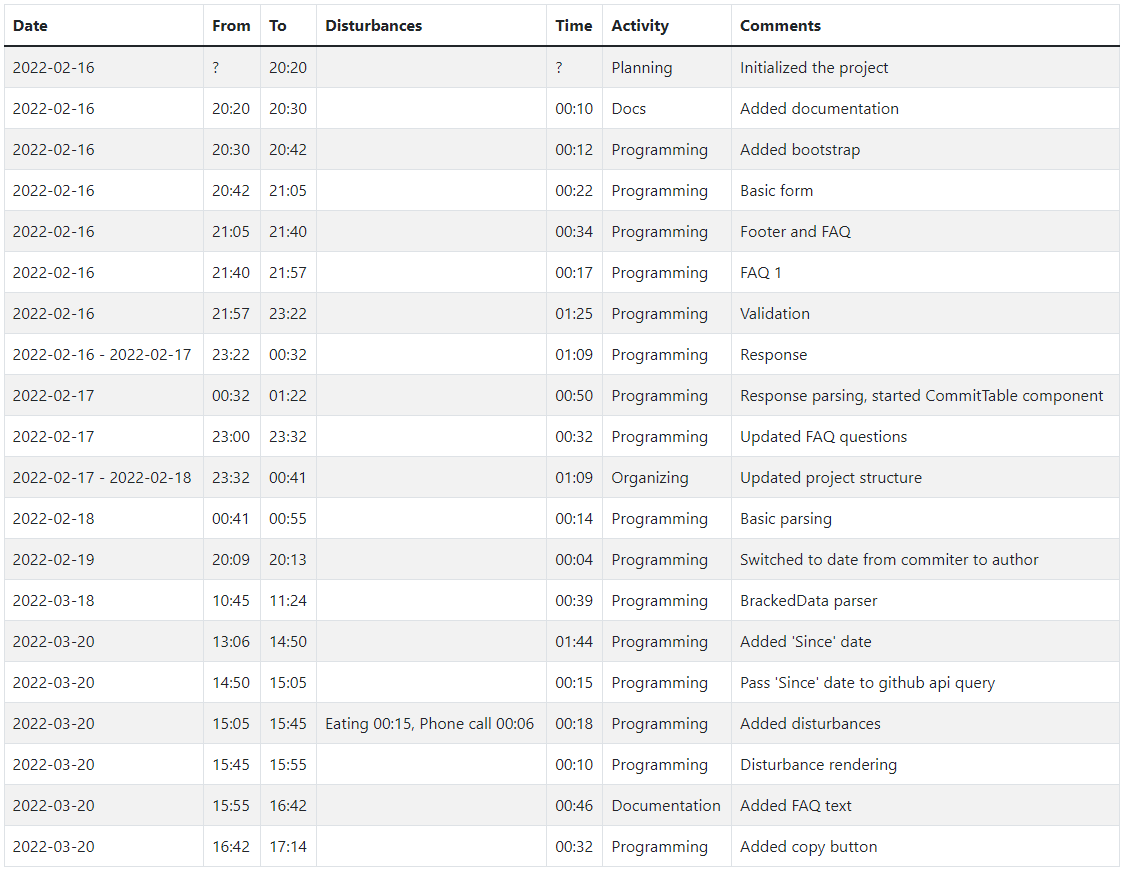 Date From To Disturbances Time Activity Comments
2022-02-16 ? 20:20 ? Planning Initialized the project
2022-02-16 20:20 20:30 00:10 Docs Added documentation
2022-02-16 20:30 20:42 00:12 Programming Added bootstrap
2022-02-16 20:42 21:05 00:22 Programming Basic form
2022-02-16 21:05 21:40 00:34 Programming Footer and FAQ
2022-02-16 21:40 21:57 00:17 Programming FAQ 1
2022-02-16 21:57 23:22 01:25 Programming Validation
2022-02-16 - 2022-02-17 23:22 00:32 01:09 Programming Response
2022-02-17 00:32 01:22 00:50 Programming Response parsing, started CommitTable component
2022-02-17 23:00 23:32 00:32 Programming Updated FAQ questions
2022-02-17 - 2022-02-18 23:32 00:41 01:09 Organizing Updated project structure
2022-02-18 00:41 00:55 00:14 Programming Basic parsing
2022-02-19 20:09 20:13 00:04 Programming Switched to date from commiter to author
2022-03-18 10:45 11:24 00:39 Programming BrackedData parser
2022-03-20 13:06 14:50 01:44 Programming Added 'Since' date
2022-03-20 14:50 15:05 00:15 Programming Pass 'Since' date to github api query
2022-03-20 15:05 15:45 Eating 00:15, Phone call 00:06 00:18 Programming Added disturbances
2022-03-20 15:45 15:55 00:10 Programming Disturbance rendering
2022-03-20 15:55 16:42 00:46 Documentation Added FAQ text
2022-03-20 16:42 17:14 00:32 Programming Added copy button